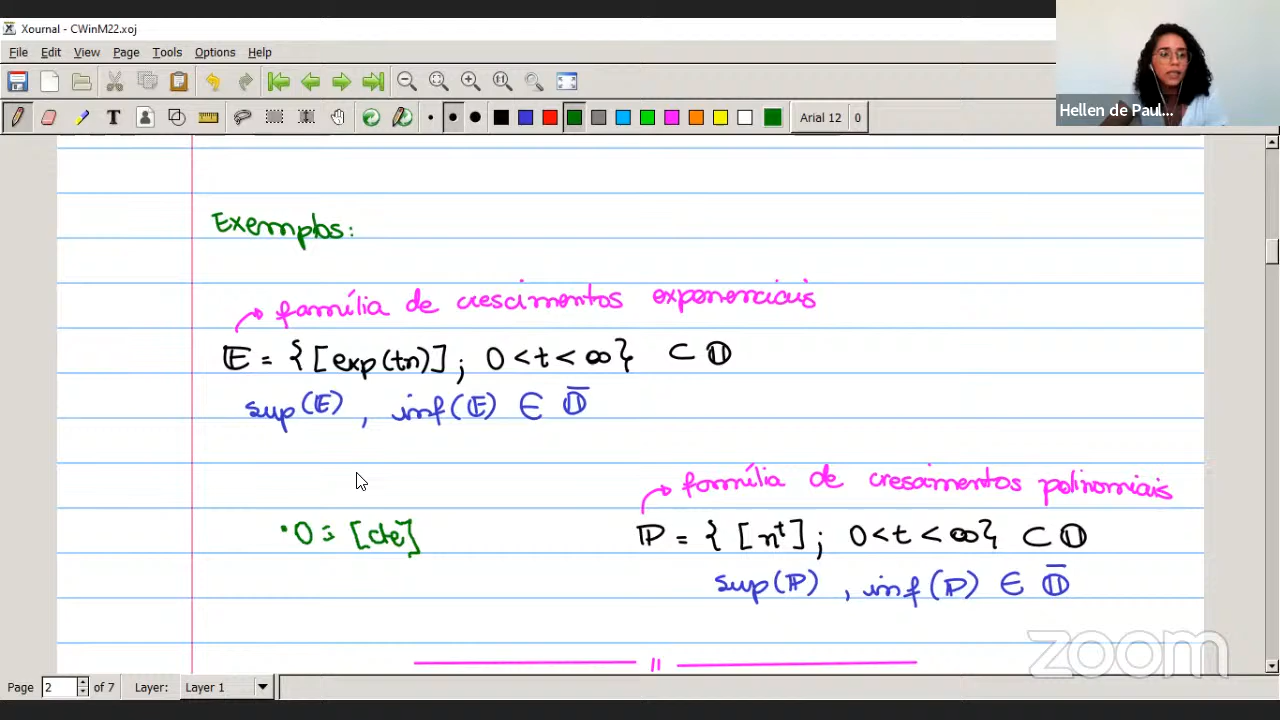 Xournal - CWinM22.xoj
File Edit View Page Tools Options Help
Arial 12 0
Hellen de Paul...
Exemplos:
família de crescimentos exponenciais
𝔼 = { [exp(tn)] ; 0 < t < ∞} ⊂ 𝕆
sup(𝔼) , inf(𝔼) ∈ 𝕆̄
família de crescimentos polinomiais
• 0 := [cte]
ℙ = { [nᵗ] ; 0 < t < ∞} ⊂ 𝕆
sup(ℙ) , inf(ℙ) ∈ 𝕆̄
zoom
Page 2 of 7 Layer: Layer 1